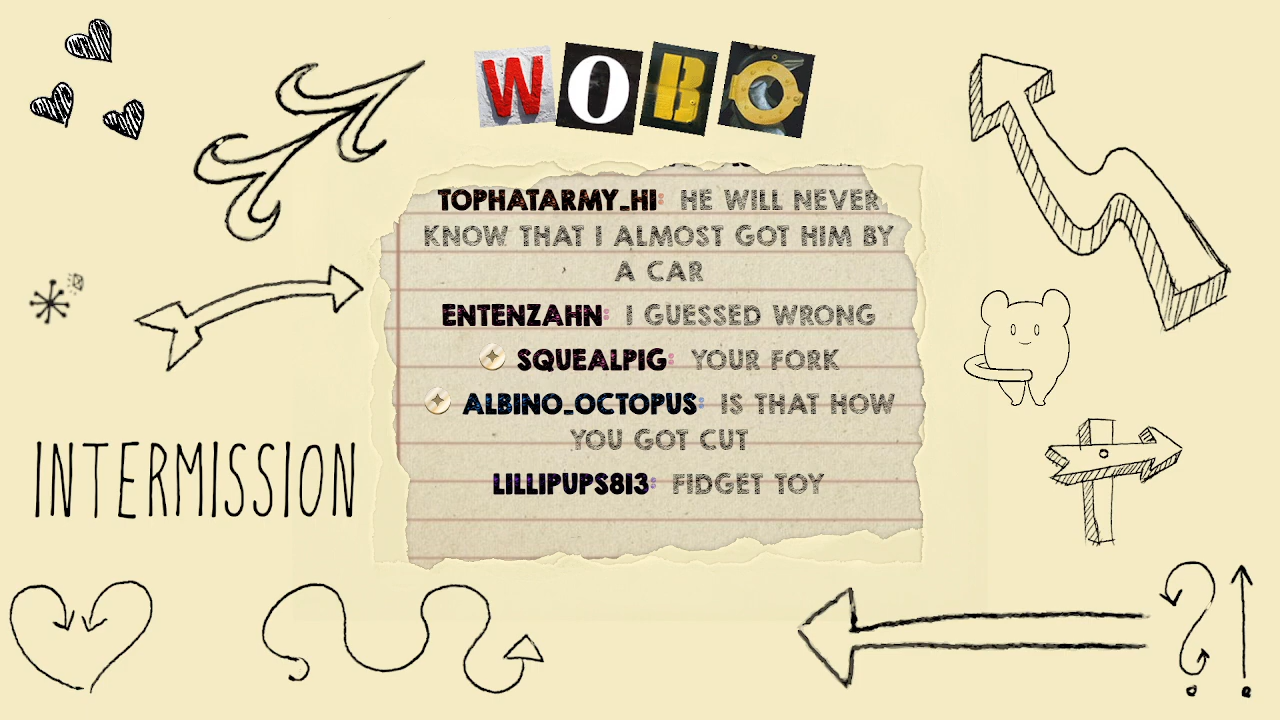 WOBO
TOPHATARMY_HI: HE WILL NEVER
KNOW THAT I ALMOST GOT HIM BY
A CAR
ENTENZAHN: I GUESSED WRONG
SQUEALPIG: YOUR FORK
ALBINO_OCTOPUS: IS THAT HOW
YOU GOT CUT
LILLIPUPS813: FIDGET TOY
INTERMISSION
?!